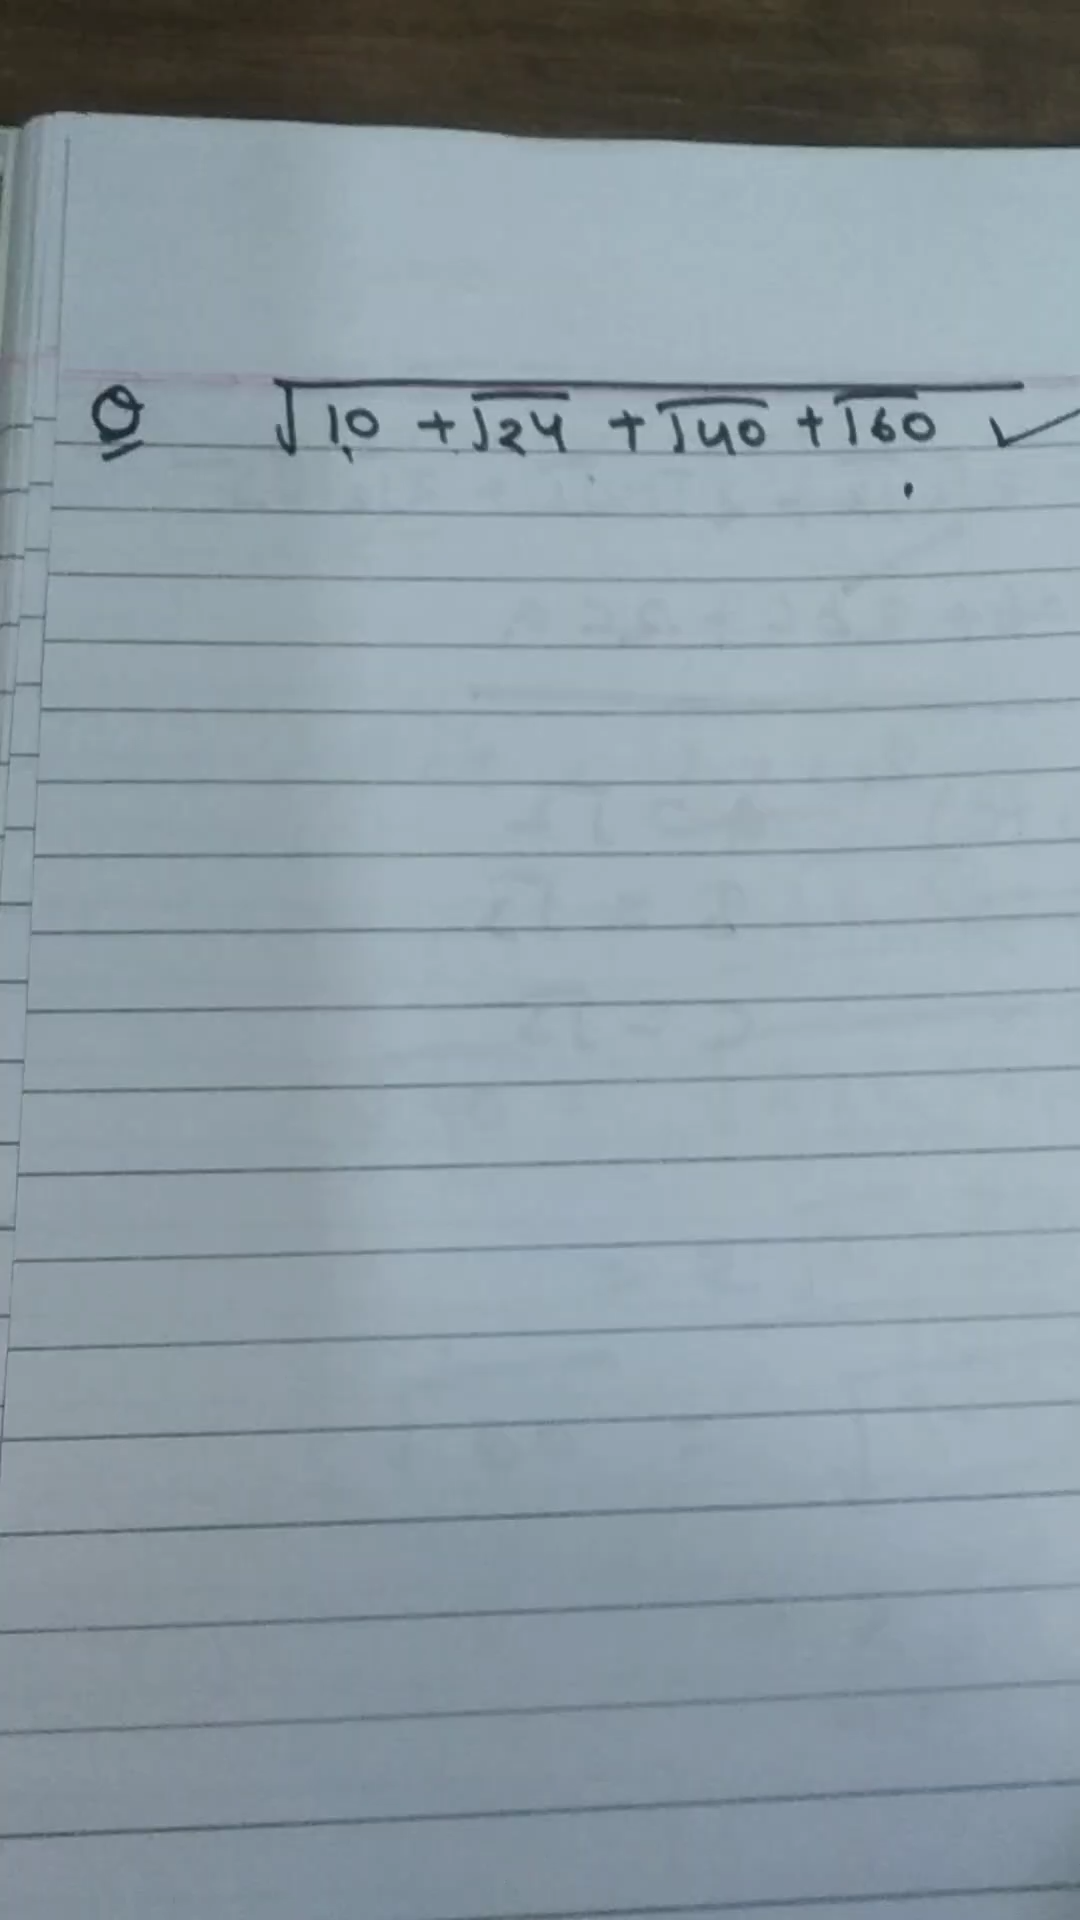 Q √(10 + √24 + √40 + √60) ✓